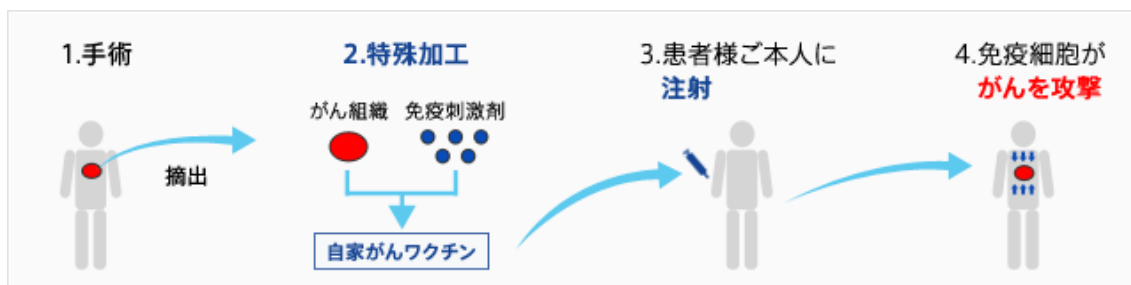 1.手術
摘出
2.特殊加工
がん組織 免疫刺激剤
自家がんワクチン
3.患者様ご本人に
注射
4.免疫細胞が
がんを攻撃